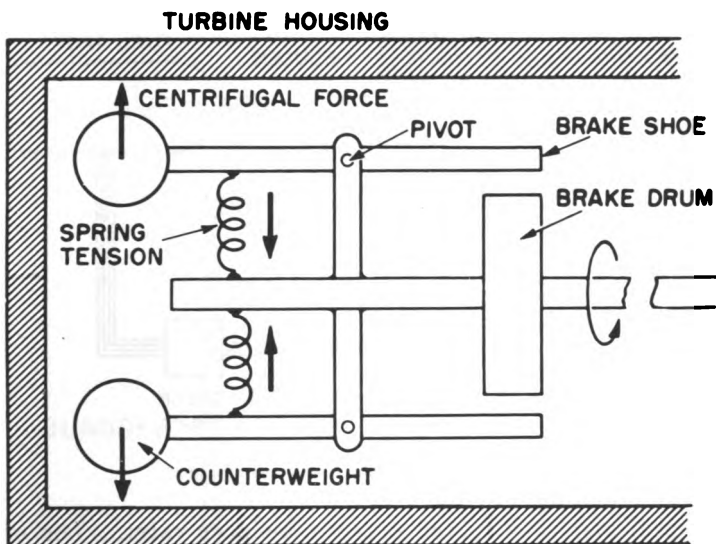 TURBINE HOUSING
CENTRIFUGAL FORCE
PIVOT
BRAKE SHOE
BRAKE DRUM
SPRING
TENSION
COUNTERWEIGHT